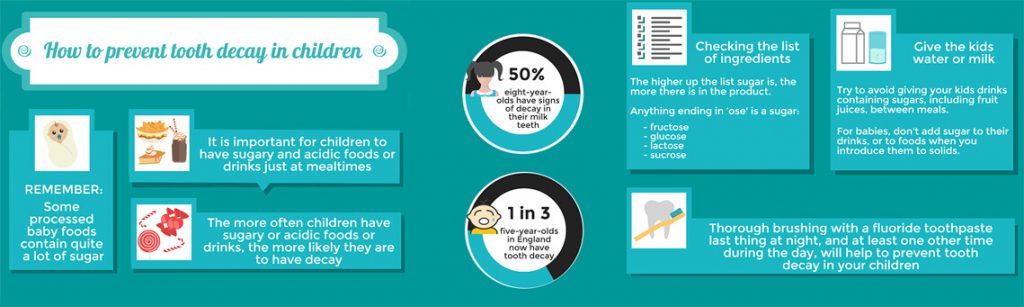 How to prevent tooth decay in children
REMEMBER:
Some
processed
baby foods
contain quite
a lot of sugar
It is important for children to
have sugary and acidic foods or
drinks just at mealtimes
The more often children have
sugary or acidic foods or
drinks, the more likely they are
to have decay
50%
eight-year-
olds have signs
of decay in
their milk
teeth
1 in 3
five-year-olds
in England
now have
tooth decay
Checking the list
of ingredients
The higher up the list sugar is, the
more there is in the product.
Anything ending in 'ose' is a sugar:
- fructose
- glucose
- lactose
- sucrose
Give the kids
water or milk
Try to avoid giving your kids drinks
containing sugars, including fruit
juices, between meals.
For babies, don't add sugar to their
drinks, or to foods when you
introduce them to solids.
Thorough brushing with a fluoride toothpaste
last thing at night, and at least one other time
during the day, will help to prevent tooth
decay in your children